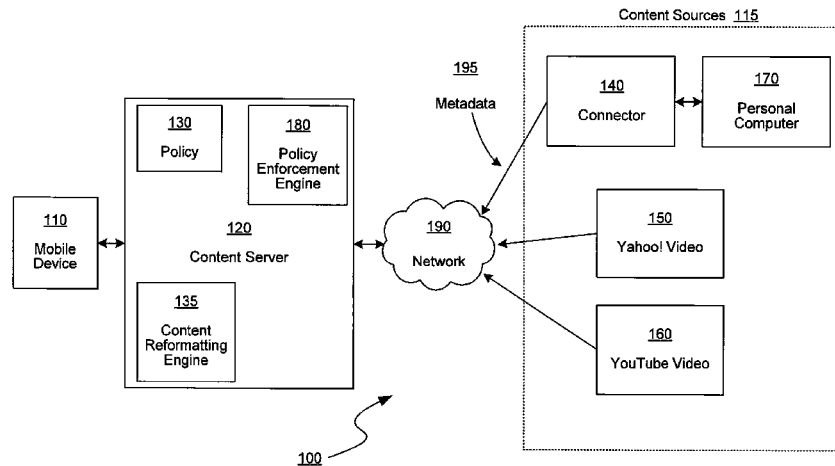 Content Sources 115
195
Metadata
140
Connector
170
Personal
Computer
130
Policy
180
Policy
Enforcement
Engine
110
Mobile
Device
120
Content Server
190
Network
150
Yahoo! Video
135
Content
Reformatting
Engine
160
YouTube Video
100